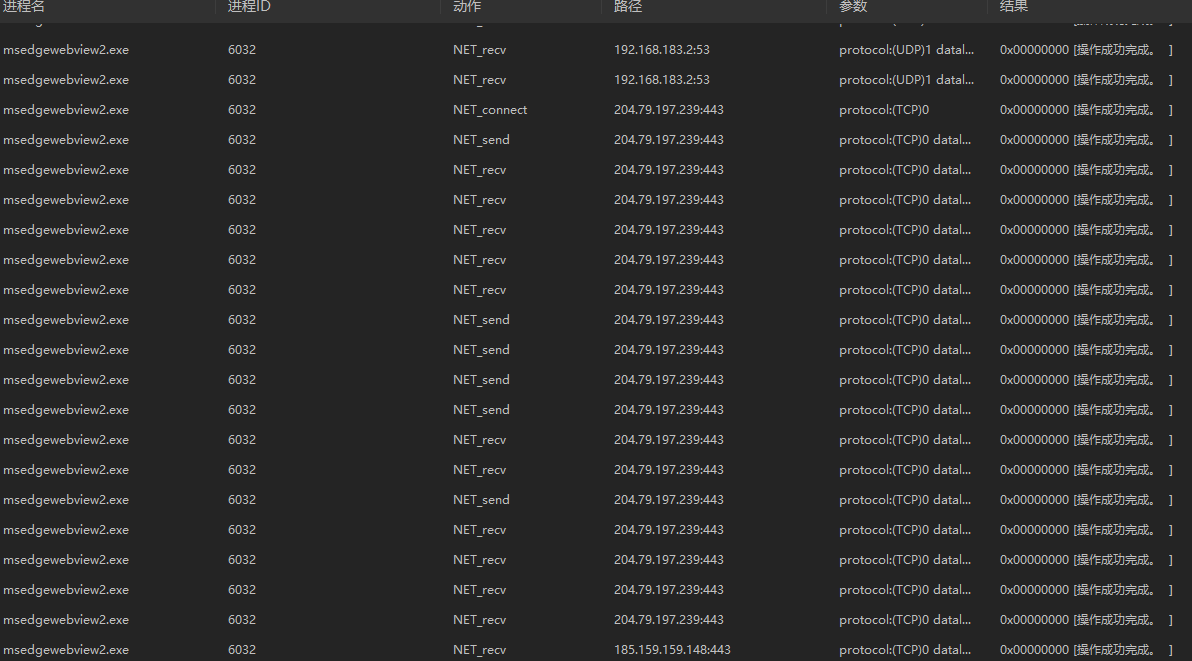 进程名 进程ID 动作 路径 参数 结果
msedgewebview2.exe 6032 NET_recv 192.168.183.2:53 protocol:(UDP)1 datal... 0x00000000 [操作成功完成。 ]
msedgewebview2.exe 6032 NET_recv 192.168.183.2:53 protocol:(UDP)1 datal... 0x00000000 [操作成功完成。 ]
msedgewebview2.exe 6032 NET_connect 204.79.197.239:443 protocol:(TCP)0 0x00000000 [操作成功完成。 ]
msedgewebview2.exe 6032 NET_send 204.79.197.239:443 protocol:(TCP)0 datal... 0x00000000 [操作成功完成。 ]
msedgewebview2.exe 6032 NET_recv 204.79.197.239:443 protocol:(TCP)0 datal... 0x00000000 [操作成功完成。 ]
msedgewebview2.exe 6032 NET_recv 204.79.197.239:443 protocol:(TCP)0 datal... 0x00000000 [操作成功完成。 ]
msedgewebview2.exe 6032 NET_recv 204.79.197.239:443 protocol:(TCP)0 datal... 0x00000000 [操作成功完成。 ]
msedgewebview2.exe 6032 NET_recv 204.79.197.239:443 protocol:(TCP)0 datal... 0x00000000 [操作成功完成。 ]
msedgewebview2.exe 6032 NET_recv 204.79.197.239:443 protocol:(TCP)0 datal... 0x00000000 [操作成功完成。 ]
msedgewebview2.exe 6032 NET_send 204.79.197.239:443 protocol:(TCP)0 datal... 0x00000000 [操作成功完成。 ]
msedgewebview2.exe 6032 NET_send 204.79.197.239:443 protocol:(TCP)0 datal... 0x00000000 [操作成功完成。 ]
msedgewebview2.exe 6032 NET_send 204.79.197.239:443 protocol:(TCP)0 datal... 0x00000000 [操作成功完成。 ]
msedgewebview2.exe 6032 NET_send 204.79.197.239:443 protocol:(TCP)0 datal... 0x00000000 [操作成功完成。 ]
msedgewebview2.exe 6032 NET_recv 204.79.197.239:443 protocol:(TCP)0 datal... 0x00000000 [操作成功完成。 ]
msedgewebview2.exe 6032 NET_recv 204.79.197.239:443 protocol:(TCP)0 datal... 0x00000000 [操作成功完成。 ]
msedgewebview2.exe 6032 NET_send 204.79.197.239:443 protocol:(TCP)0 datal... 0x00000000 [操作成功完成。 ]
msedgewebview2.exe 6032 NET_recv 204.79.197.239:443 protocol:(TCP)0 datal... 0x00000000 [操作成功完成。 ]
msedgewebview2.exe 6032 NET_recv 204.79.197.239:443 protocol:(TCP)0 datal... 0x00000000 [操作成功完成。 ]
msedgewebview2.exe 6032 NET_recv 204.79.197.239:443 protocol:(TCP)0 datal... 0x00000000 [操作成功完成。 ]
msedgewebview2.exe 6032 NET_recv 204.79.197.239:443 protocol:(TCP)0 datal... 0x00000000 [操作成功完成。 ]
msedgewebview2.exe 6032 NET_recv 185.159.159.148:443 protocol:(TCP)0 datal... 0x00000000 [操作成功完成。 ]